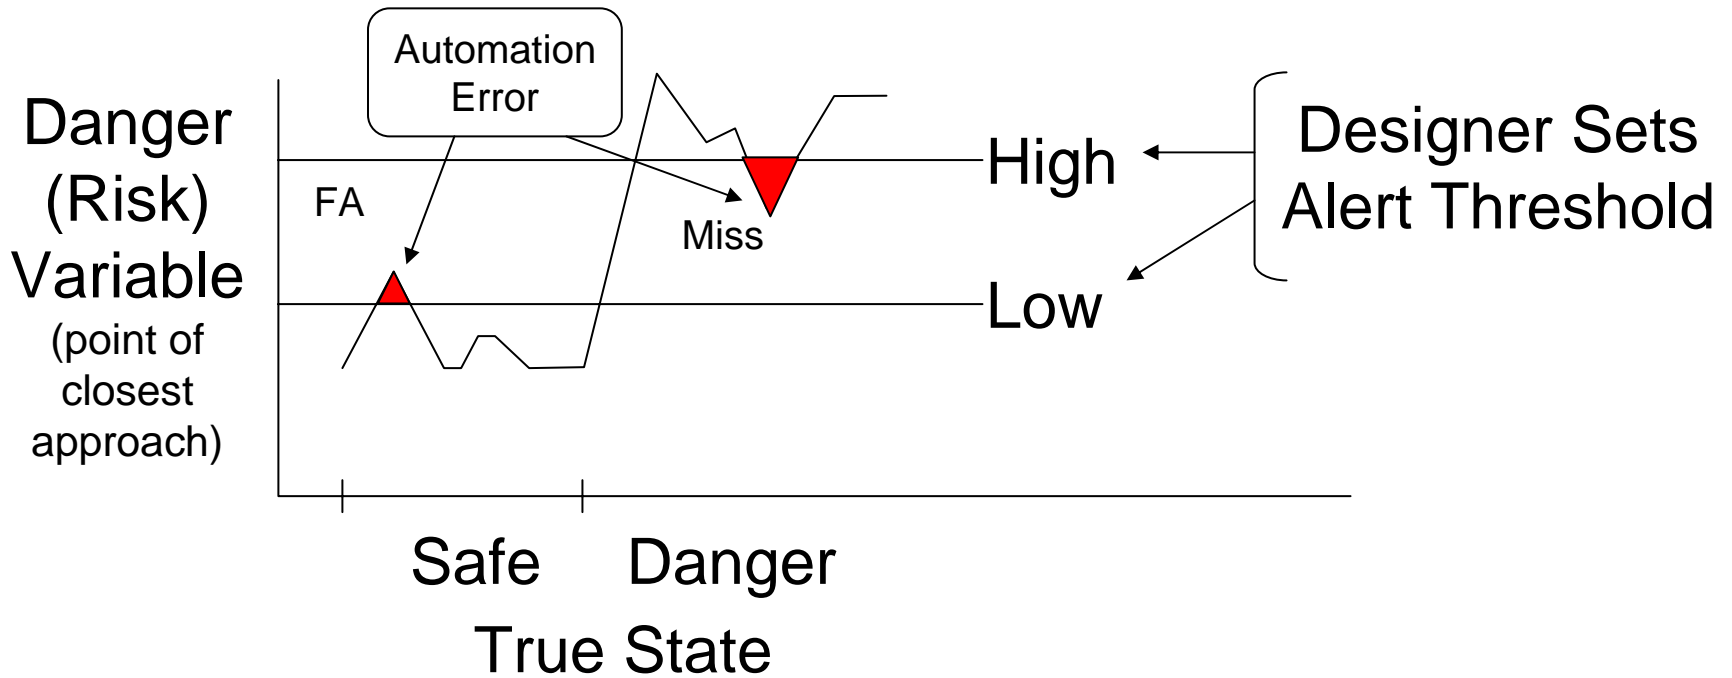 Automation
Error
Danger
(Risk)
Variable
(point of
closest
approach)
FA
Miss
High
Low
Designer Sets
Alert Threshold
Safe
Danger
True State